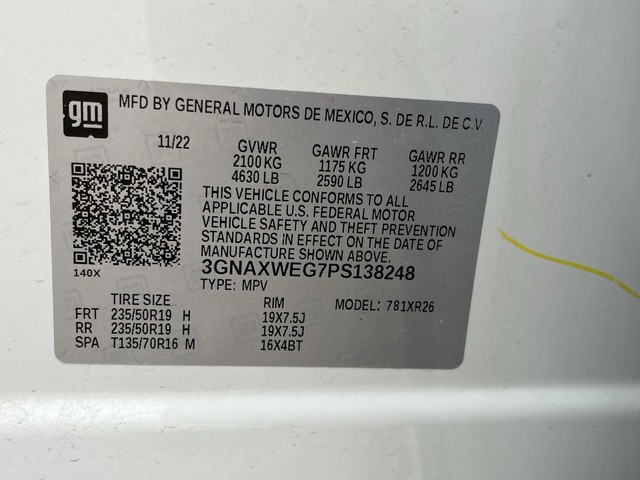 gm
MFD BY GENERAL MOTORS DE MEXICO, S. DE R.L. DE C.V.
11/22 GVWR GAWR FRT GAWR RR
2100 KG 1175 KG 1200 KG
4630 LB 2590 LB 2645 LB
THIS VEHICLE CONFORMS TO ALL
APPLICABLE U.S. FEDERAL MOTOR
VEHICLE SAFETY AND THEFT PREVENTION
STANDARDS IN EFFECT ON THE DATE OF
MANUFACTURE SHOWN ABOVE.
140X 3GNAXWEG7PS138248
TYPE: MPV
TIRE SIZE RIM MODEL: 781XR26
FRT 235/50R19 H 19X7.5J
RR 235/50R19 H 19X7.5J
SPA T135/70R16 M 16X4BT